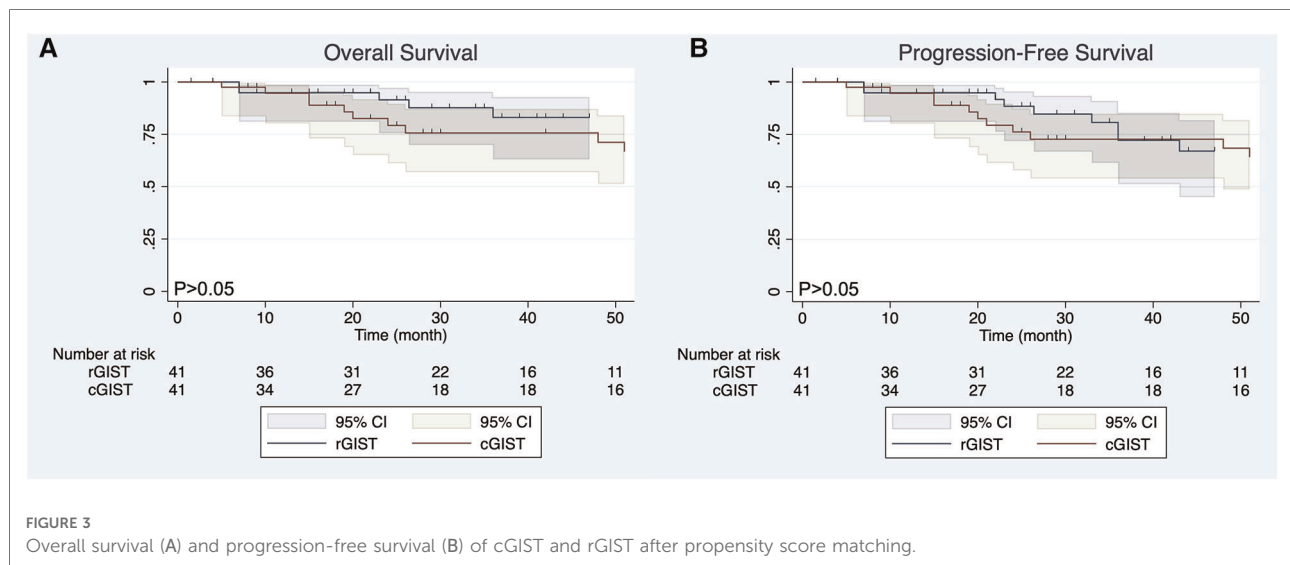 A
Overall Survival
1
.75
.5
.25
0
P>0.05
0 10 20 30 40 50
Time (month)
Number at risk
rGIST 41 36 31 22 16 11
cGIST 41 34 27 18 18 16
95% CI 95% CI
rGIST cGIST
B
Progression-Free Survival
1
.75
.5
.25
0
P>0.05
0 10 20 30 40 50
Time (month)
Number at risk
rGIST 41 36 31 22 16 11
cGIST 41 34 27 18 18 16
95% CI 95% CI
rGIST cGIST
FIGURE 3
Overall survival (A) and progression-free survival (B) of cGIST and rGIST after propensity score matching.